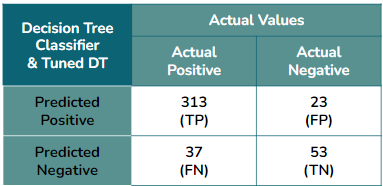 Decision Tree
Classifier
& Tuned DT
Actual Values
Actual
Positive
Actual
Negative
Predicted
Positive
313
(TP)
23
(FP)
Predicted
Negative
37
(FN)
53
(TN)